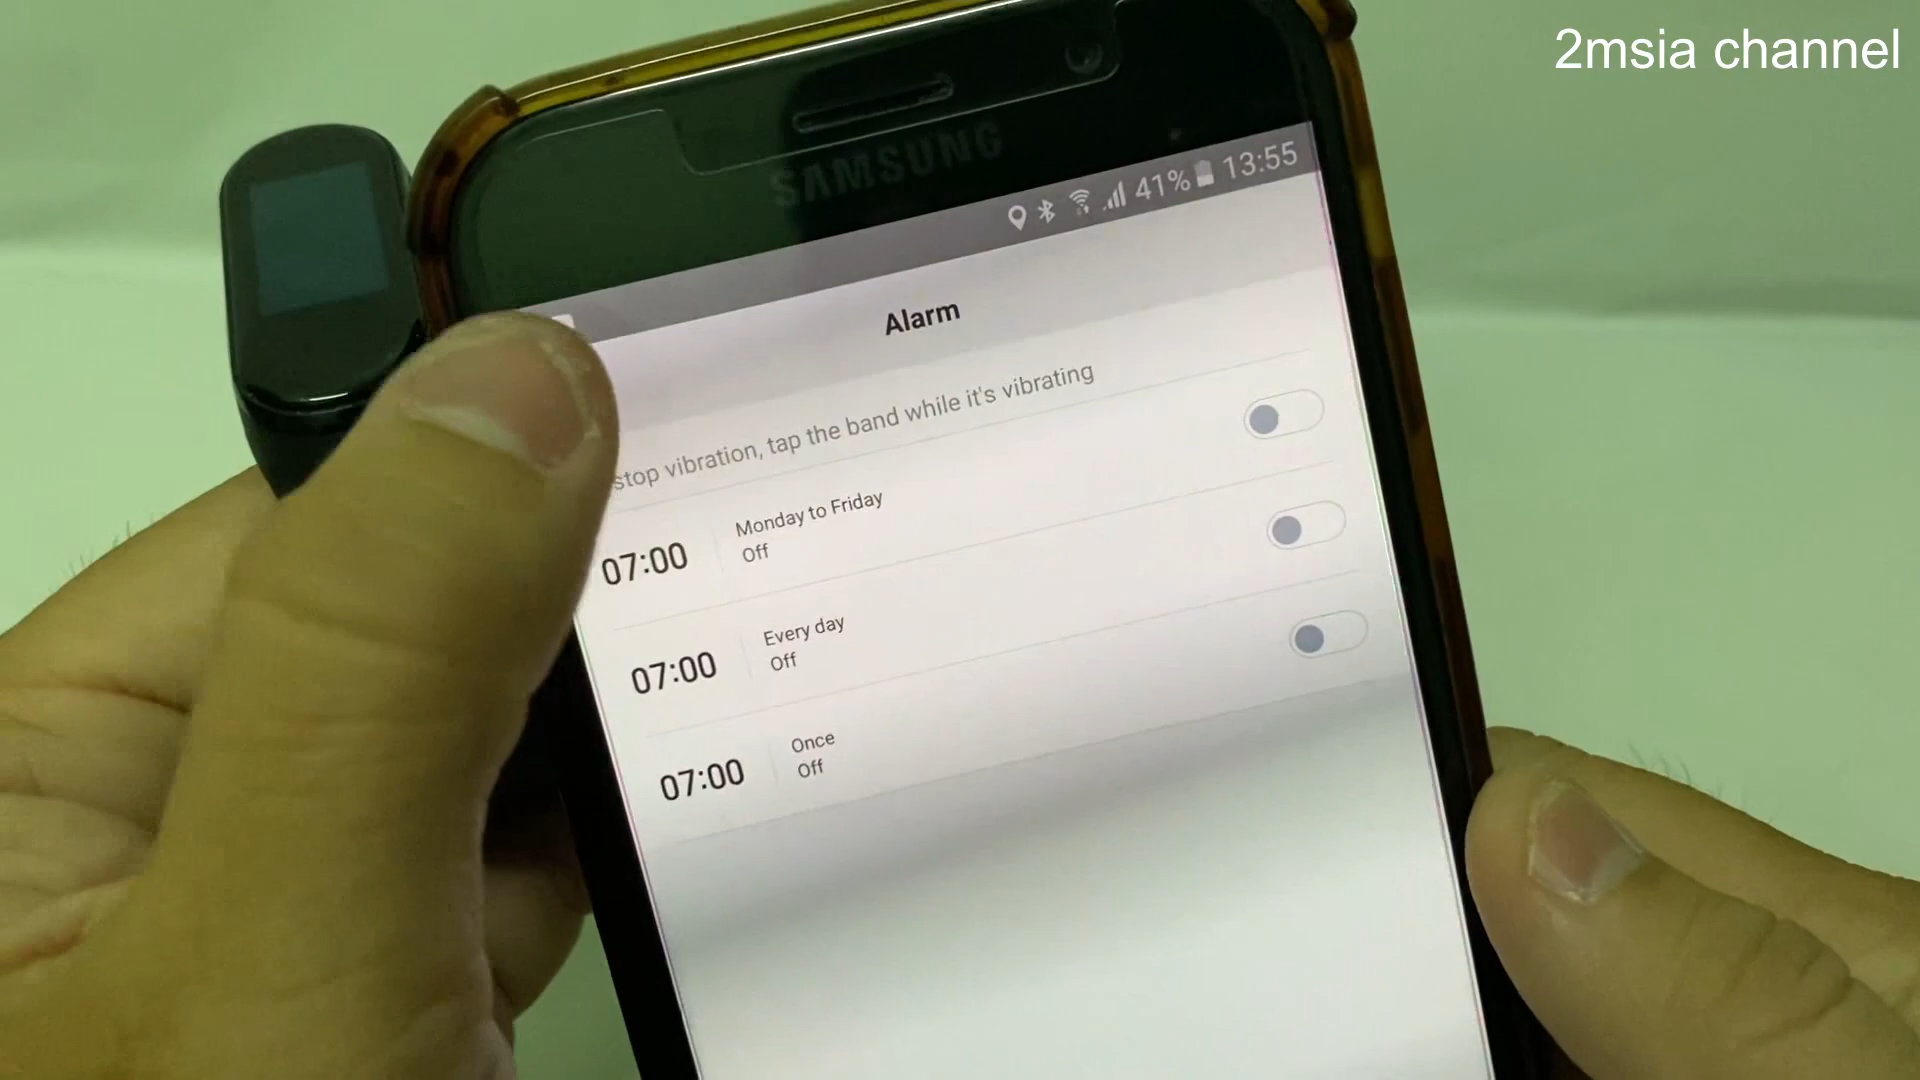 2msia channel
SAMSUNG
41% 13:55
Alarm
stop vibration, tap the band while it's vibrating
07:00 Monday to Friday
Off
07:00 Every day
Off
07:00 Once
Off